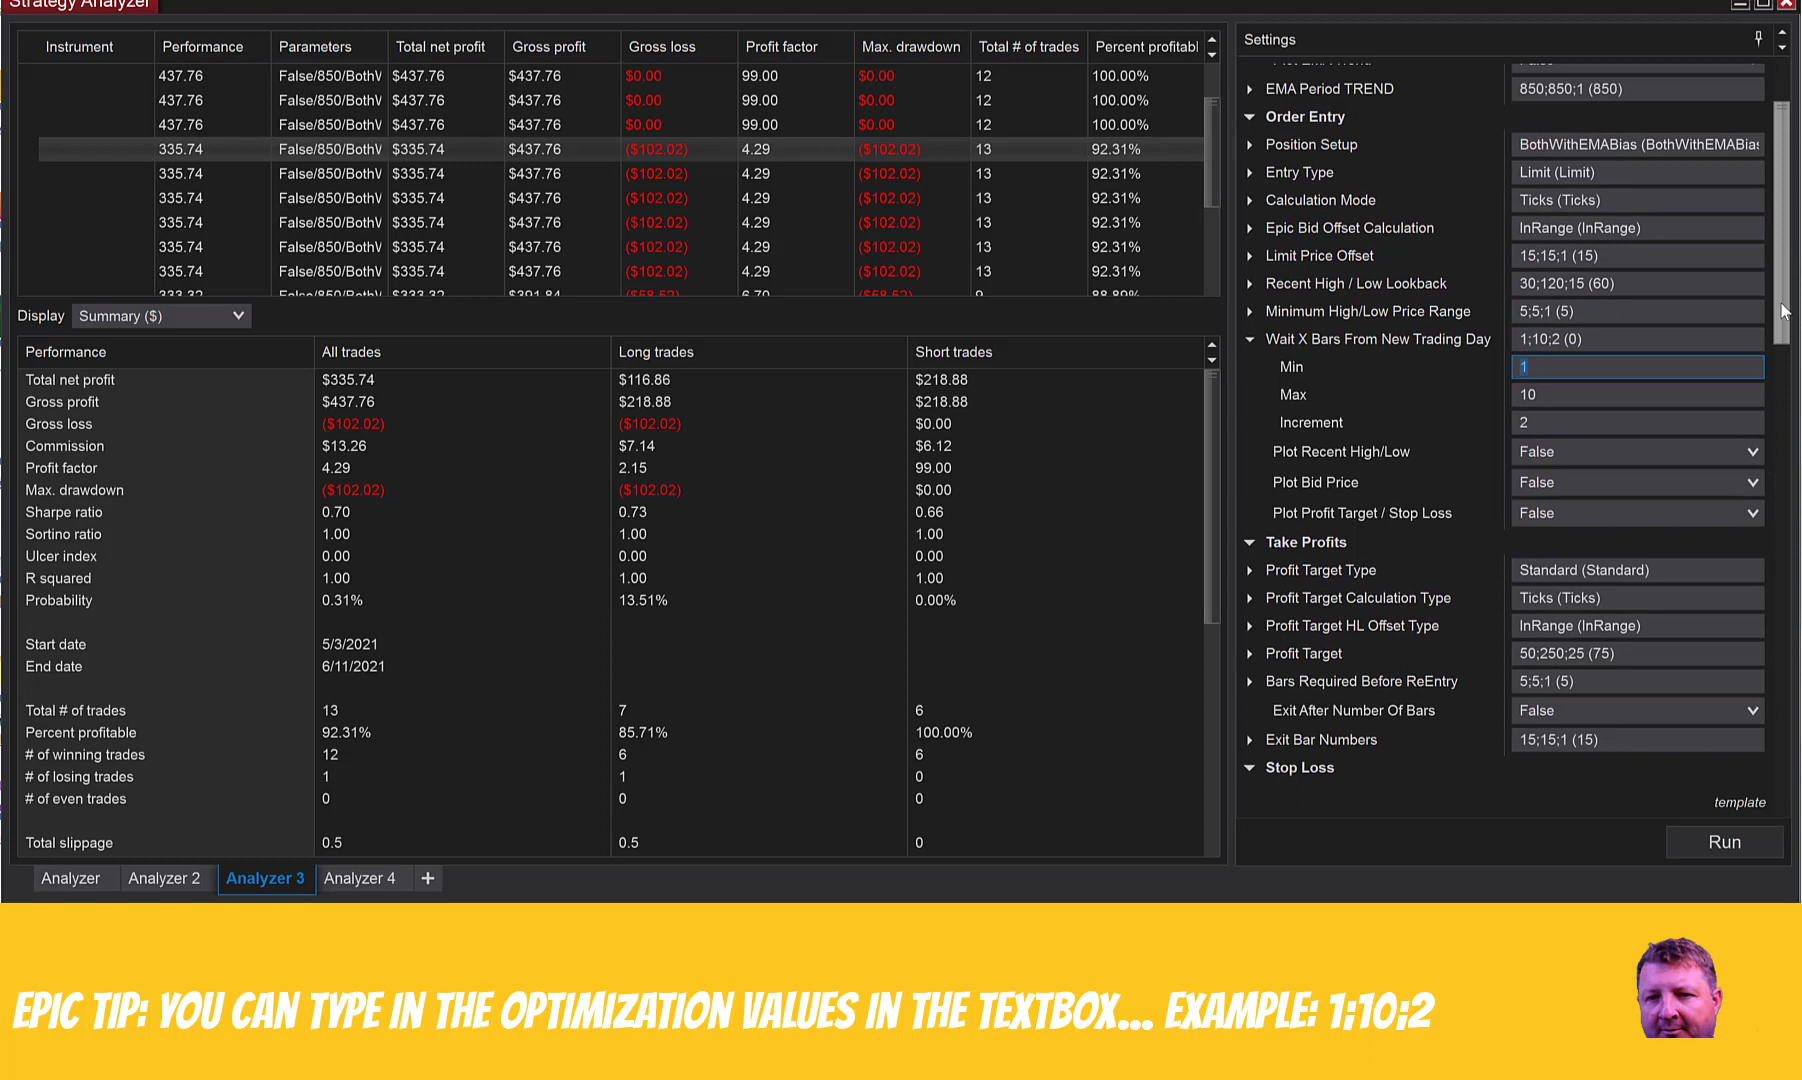 Strategy Analyzer
Instrument Performance Parameters Total net profit Gross profit Gross loss Profit factor Max. drawdown Total # of trades Percent profitabl
437.76 False/850/BothV $437.76 $437.76 $0.00 99.00 $0.00 12 100.00%
437.76 False/850/BothV $437.76 $437.76 $0.00 99.00 $0.00 12 100.00%
437.76 False/850/BothV $437.76 $437.76 $0.00 99.00 $0.00 12 100.00%
335.74 False/850/BothV $335.74 $437.76 ($102.02) 4.29 ($102.02) 13 92.31%
335.74 False/850/BothV $335.74 $437.76 ($102.02) 4.29 ($102.02) 13 92.31%
335.74 False/850/BothV $335.74 $437.76 ($102.02) 4.29 ($102.02) 13 92.31%
335.74 False/850/BothV $335.74 $437.76 ($102.02) 4.29 ($102.02) 13 92.31%
335.74 False/850/BothV $335.74 $437.76 ($102.02) 4.29 ($102.02) 13 92.31%
335.74 False/850/BothV $335.74 $437.76 ($102.02) 4.29 ($102.02) 13 92.31%
333.32 False/850/BothV $333.32 $391.84 ($58.52) 6.70 ($58.52) 9 88.89%
Display Summary ($)
Performance All trades Long trades Short trades
Total net profit $335.74 $116.86 $218.88
Gross profit $437.76 $218.88 $218.88
Gross loss ($102.02) ($102.02) $0.00
Commission $13.26 $7.14 $6.12
Profit factor 4.29 2.15 99.00
Max. drawdown ($102.02) ($102.02) $0.00
Sharpe ratio 0.70 0.73 0.66
Sortino ratio 1.00 1.00 1.00
Ulcer index 0.00 0.00 0.00
R squared 1.00 1.00 1.00
Probability 0.31% 13.51% 0.00%
Start date 5/3/2021
End date 6/11/2021
Total # of trades 13 7 6
Percent profitable 92.31% 85.71% 100.00%
# of winning trades 12 6 6
# of losing trades 1 1 0
# of even trades 0 0 0
Total slippage 0.5 0.5 0
Analyzer Analyzer 2 Analyzer 3 Analyzer 4 +
Settings
EMA Period TREND 850;850;1 (850)
Order Entry
Position Setup BothWithEMABias (BothWithEMABias
Entry Type Limit (Limit)
Calculation Mode Ticks (Ticks)
Epic Bid Offset Calculation InRange (InRange)
Limit Price Offset 15;15;1 (15)
Recent High / Low Lookback 30;120;15 (60)
Minimum High/Low Price Range 5;5;1 (5)
Wait X Bars From New Trading Day 1;10;2 (0)
Min 1
Max 10
Increment 2
Plot Recent High/Low False
Plot Bid Price False
Plot Profit Target / Stop Loss False
Take Profits
Profit Target Type Standard (Standard)
Profit Target Calculation Type Ticks (Ticks)
Profit Target HL Offset Type InRange (InRange)
Profit Target 50;250;25 (75)
Bars Required Before ReEntry 5;5;1 (5)
Exit After Number Of Bars False
Exit Bar Numbers 15;15;1 (15)
Stop Loss
template
Run
EPIC TIP: YOU CAN TYPE IN THE OPTIMIZATION VALUES IN THE TEXTBOX... EXAMPLE: 1;10;2